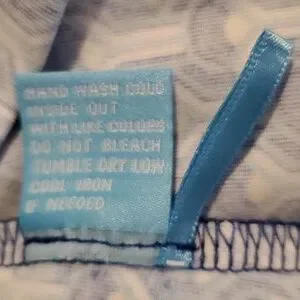 HAND WASH COLD
INSIDE OUT
WITH LIKE COLORS
DO NOT BLEACH
TUMBLE DRY LOW
COOL IRON
IF NEEDED